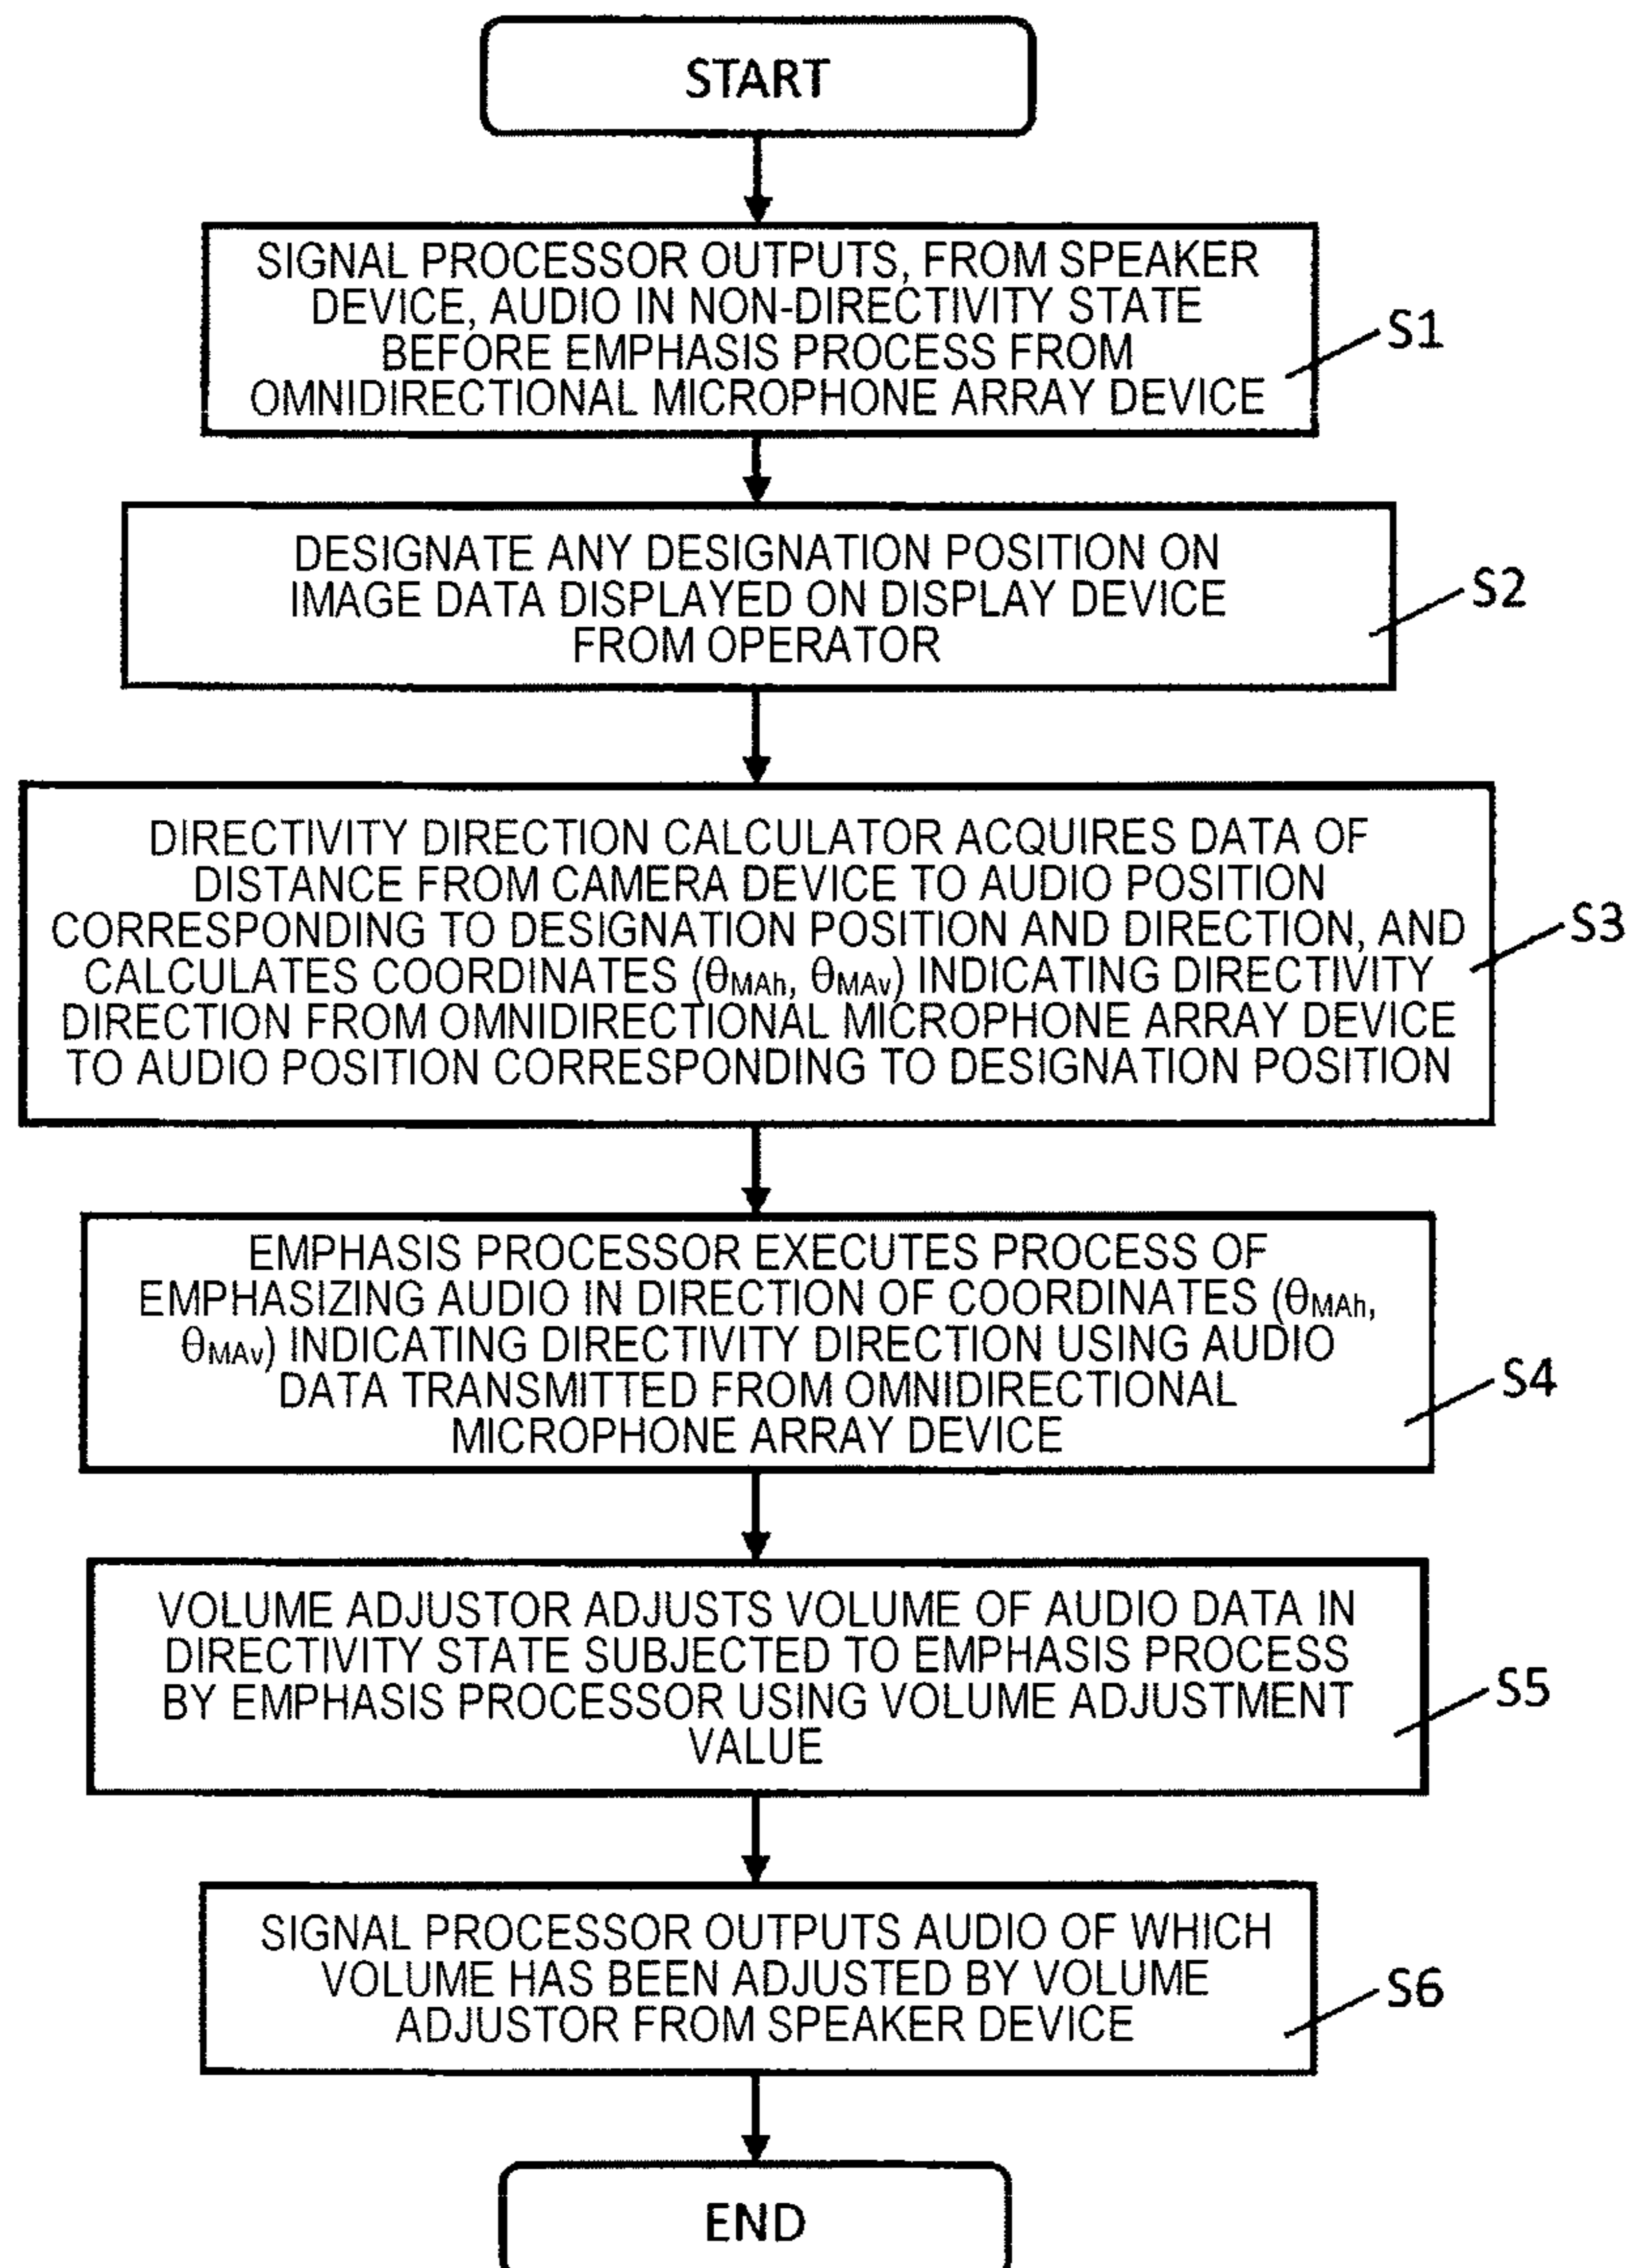 START
SIGNAL PROCESSOR OUTPUTS, FROM SPEAKER
DEVICE, AUDIO IN NON-DIRECTIVITY STATE
BEFORE EMPHASIS PROCESS FROM
OMNIDIRECTIONAL MICROPHONE ARRAY DEVICE
S1
DESIGNATE ANY DESIGNATION POSITION ON
IMAGE DATA DISPLAYED ON DISPLAY DEVICE
FROM OPERATOR
S2
DIRECTIVITY DIRECTION CALCULATOR ACQUIRES DATA OF
DISTANCE FROM CAMERA DEVICE TO AUDIO POSITION
CORRESPONDING TO DESIGNATION POSITION AND DIRECTION, AND
CALCULATES COORDINATES (θMAh, θMAv) INDICATING DIRECTIVITY
DIRECTION FROM OMNIDIRECTIONAL MICROPHONE ARRAY DEVICE
TO AUDIO POSITION CORRESPONDING TO DESIGNATION POSITION
S3
EMPHASIS PROCESSOR EXECUTES PROCESS OF
EMPHASIZING AUDIO IN DIRECTION OF COORDINATES (θMAh,
θMAv) INDICATING DIRECTIVITY DIRECTION USING AUDIO
DATA TRANSMITTED FROM OMNIDIRECTIONAL
MICROPHONE ARRAY DEVICE
S4
VOLUME ADJUSTOR ADJUSTS VOLUME OF AUDIO DATA IN
DIRECTIVITY STATE SUBJECTED TO EMPHASIS PROCESS
BY EMPHASIS PROCESSOR USING VOLUME ADJUSTMENT
VALUE
S5
SIGNAL PROCESSOR OUTPUTS AUDIO OF WHICH
VOLUME HAS BEEN ADJUSTED BY VOLUME
ADJUSTOR FROM SPEAKER DEVICE
S6
END